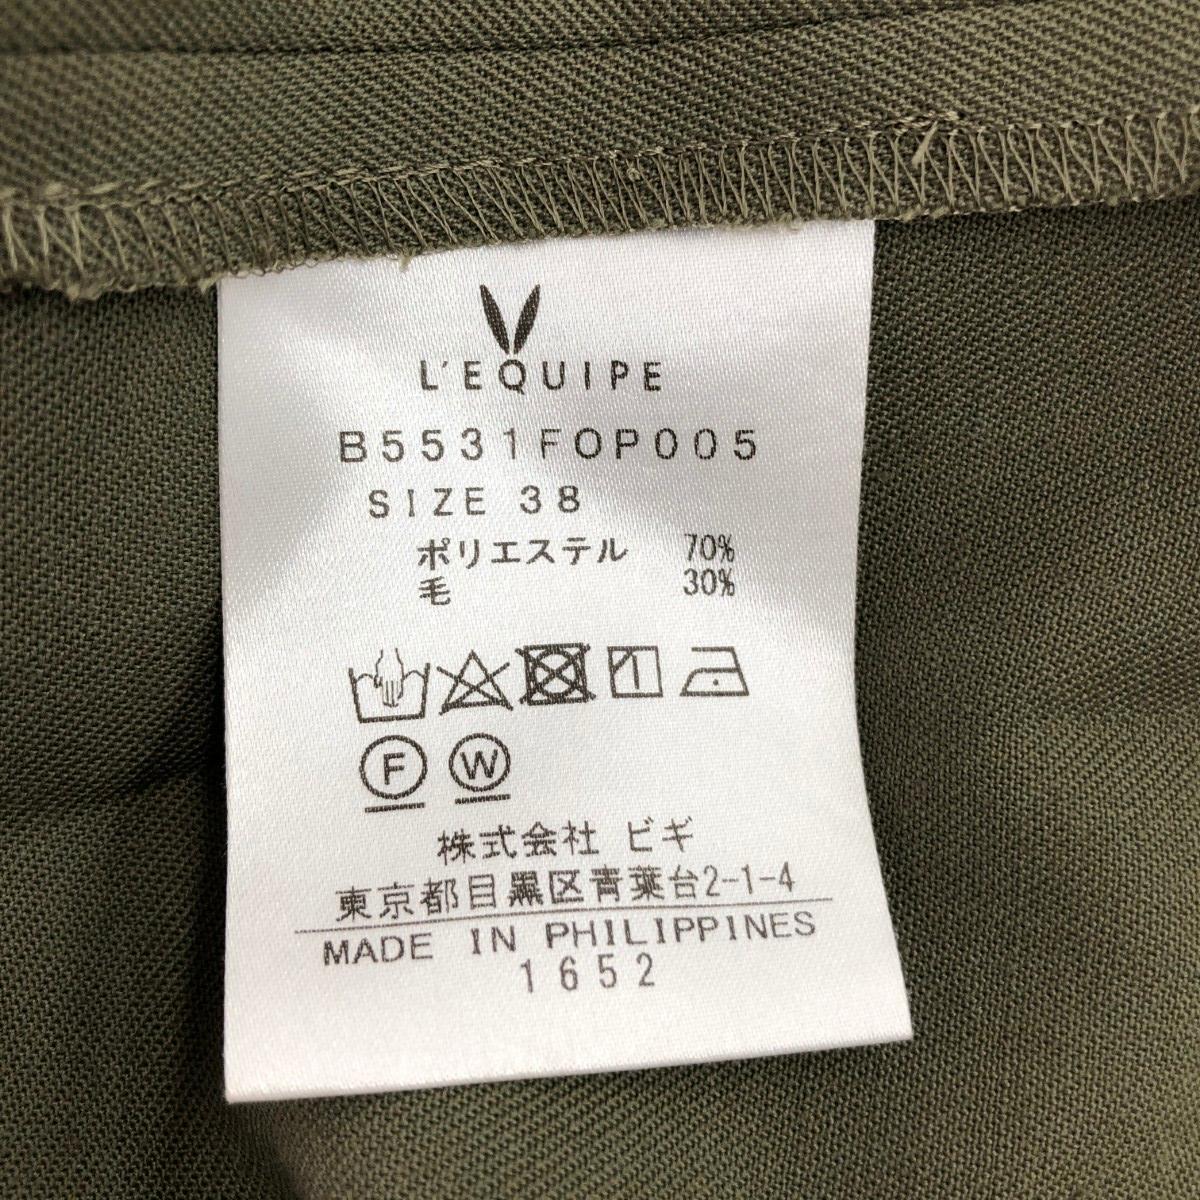 L'EQUIPE
B5531FOP005
SIZE 38
ポリエステル 70%
毛 30%
F W
株式会社 ビギ
東京都目黒区青葉台2-1-4
MADE IN PHILIPPINES
1652